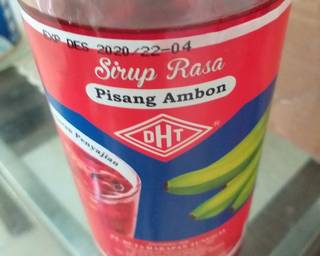 EXP DES 2020/22-04
Sirup Rasa
Pisang Ambon
DHT
®
Penyajian